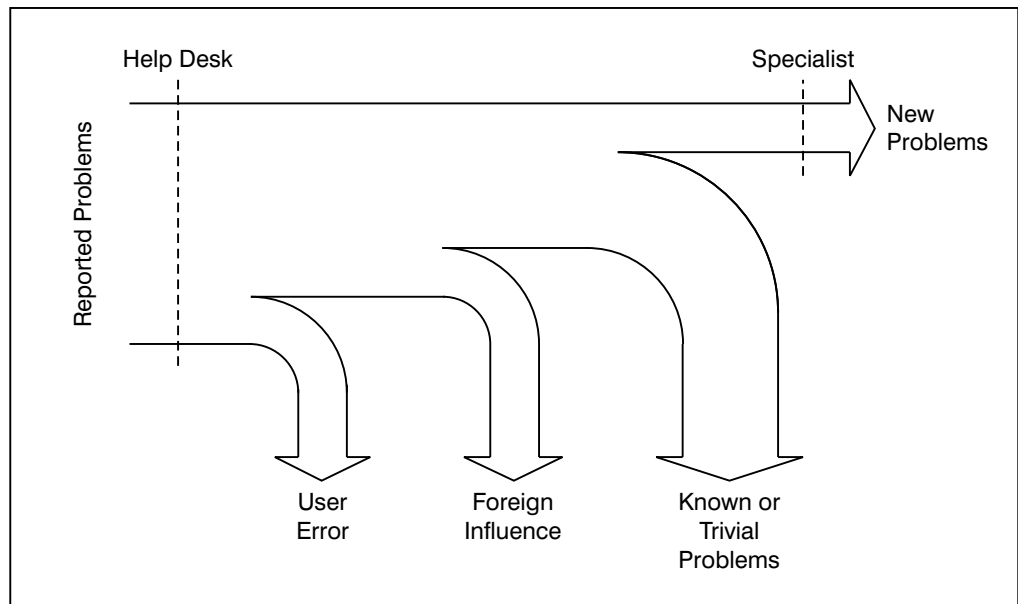 Help Desk
Specialist
Reported Problems
New
Problems
User
Error
Foreign
Influence
Known or
Trivial
Problems